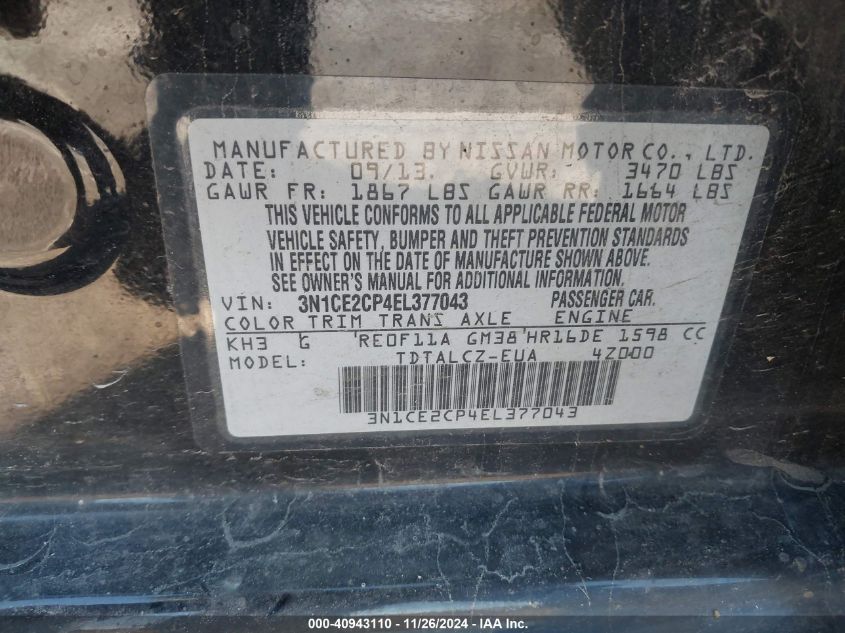 MANUFACTURED BY NISSAN MOTOR CO., LTD.
DATE: 09/13 GVWR: 3470 LBS
GAWR FR: 1867 LBS GAWR RR: 1664 LBS
THIS VEHICLE CONFORMS TO ALL APPLICABLE FEDERAL MOTOR
VEHICLE SAFETY, BUMPER AND THEFT PREVENTION STANDARDS
IN EFFECT ON THE DATE OF MANUFACTURE SHOWN ABOVE.
SEE OWNER'S MANUAL FOR ADDITIONAL INFORMATION.
VIN: 3N1CE2CP4EL377043 PASSENGER CAR.
COLOR TRIM TRANS AXLE ENGINE
KH3 G RE0F11A GM38 HR16DE 1598 CC
MODEL: TDTALCZ-EUA 4Z000
3N1CE2CP4EL377043
000-40943110 - 11/26/2024 - IAAI.COM